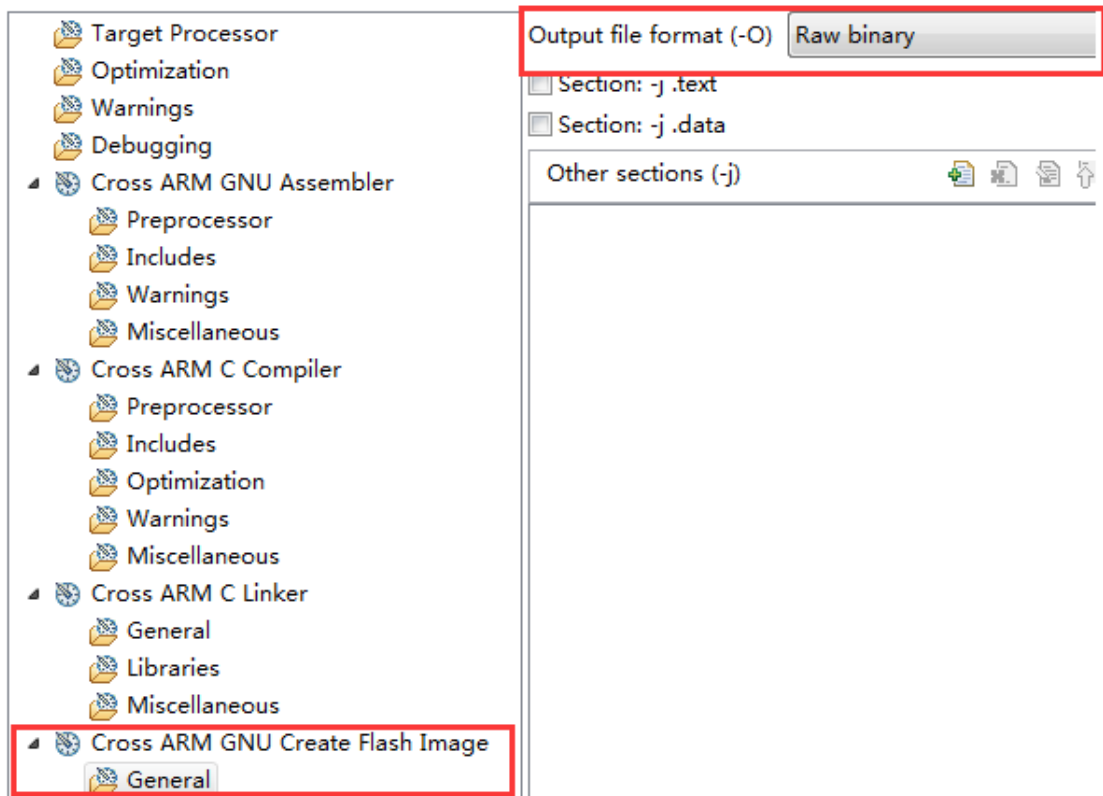 Target Processor
Optimization
Warnings
Debugging
Cross ARM GNU Assembler
Preprocessor
Includes
Warnings
Miscellaneous
Cross ARM C Compiler
Preprocessor
Includes
Optimization
Warnings
Miscellaneous
Cross ARM C Linker
General
Libraries
Miscellaneous
Cross ARM GNU Create Flash Image
General
Output file format (-O) Raw binary
Section: -j .text
Section: -j .data
Other sections (-j)